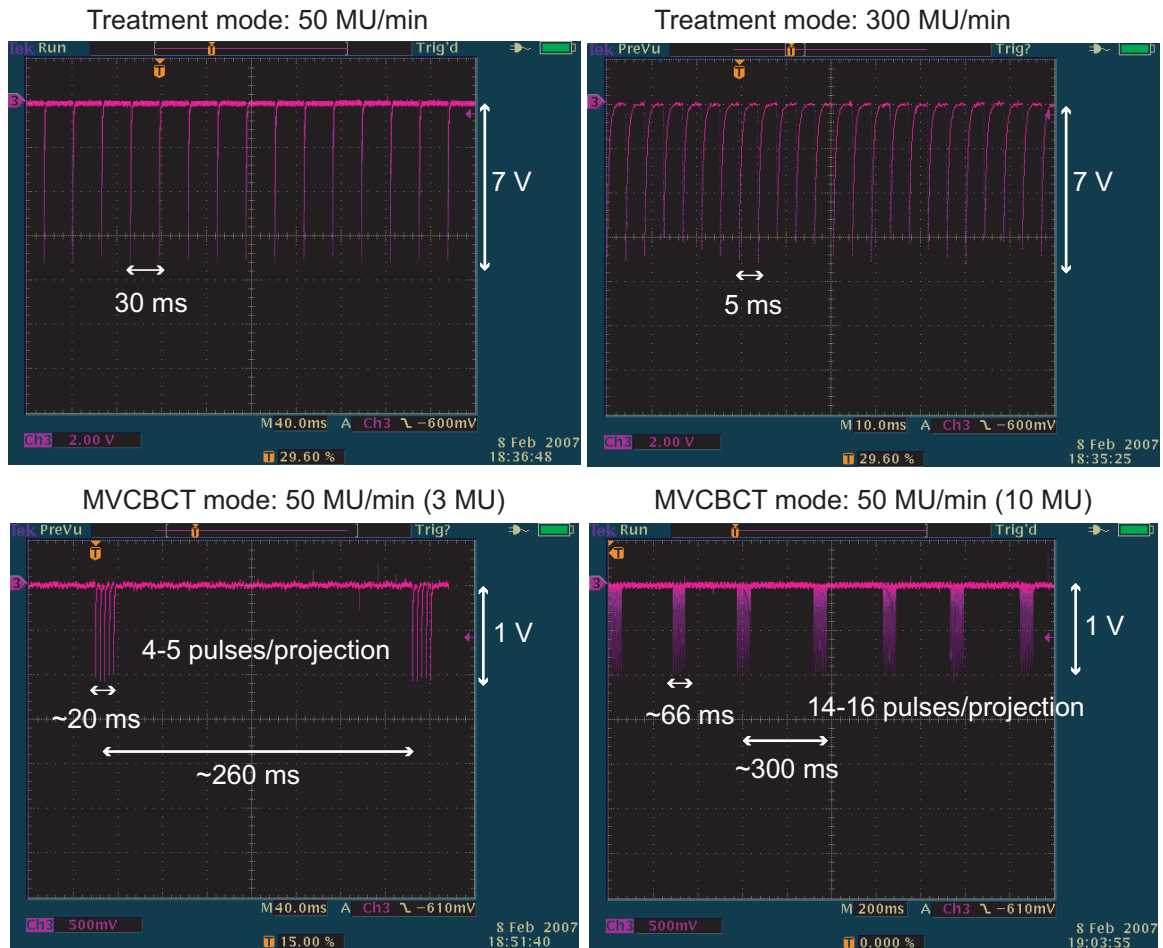 Treatment mode: 50 MU/min
Tek Run Trig'd
T
T
3
7 V
30 ms
M 40.0ms A Ch3 -600mV
Ch3 2.00 V
8 Feb 2007
18:36:48
T 29.60 %
Treatment mode: 300 MU/min
Tek PreVu Trig?
T
T
3
7 V
5 ms
M 10.0ms A Ch3 -600mV
Ch3 2.00 V
8 Feb 2007
18:35:25
T 29.60 %
MVCBCT mode: 50 MU/min (3 MU)
Tek PreVu Trig?
T
T
3
1 V
4-5 pulses/projection
~20 ms
~260 ms
M 40.0ms A Ch3 -610mV
Ch3 500mV
8 Feb 2007
18:51:40
T 15.00 %
MVCBCT mode: 50 MU/min (10 MU)
Tek Run Trig'd
T
T
3
1 V
~66 ms
14-16 pulses/projection
~300 ms
M 200ms A Ch3 -610mV
Ch3 500mV
8 Feb 2007
19:03:55
T 0.000 %